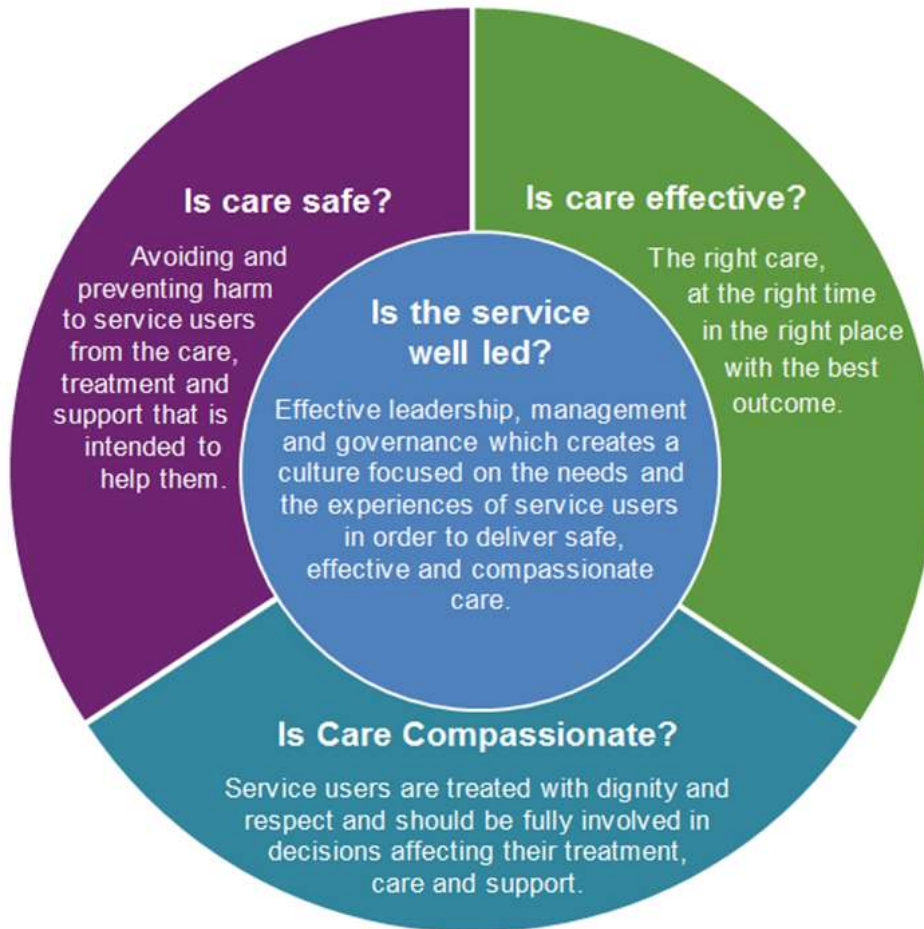 Is care safe?
Avoiding and
preventing harm
to service users
from the care,
treatment and
support that is
intended to
help them.
Is care effective?
The right care,
at the right time
in the right place
with the best
outcome.
Is the service
well led?
Effective leadership, management
and governance which creates a
culture focused on the needs and
the experiences of service users
in order to deliver safe,
effective and compassionate
care.
Is Care Compassionate?
Service users are treated with dignity and
respect and should be fully involved in
decisions affecting their treatment,
care and support.